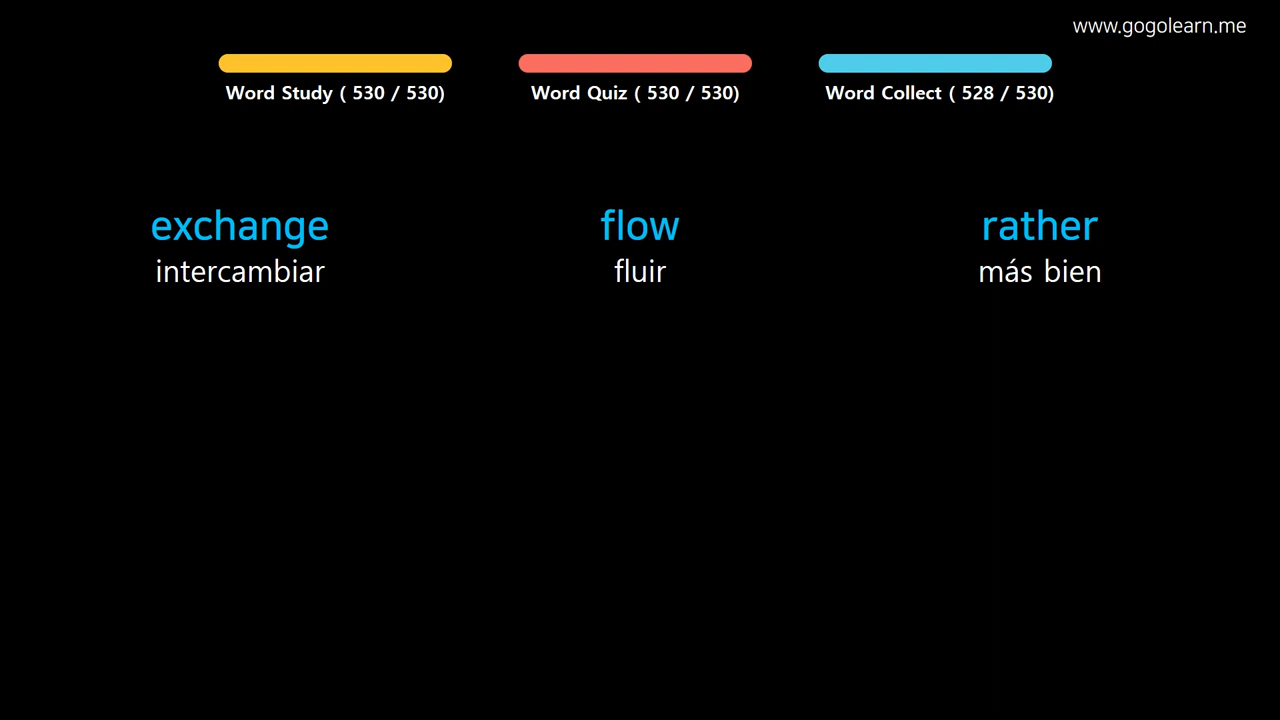 www.gogolearn.me
Word Study ( 530 / 530)
Word Quiz ( 530 / 530)
Word Collect ( 528 / 530)
exchange
intercambiar
flow
fluir
rather
más bien